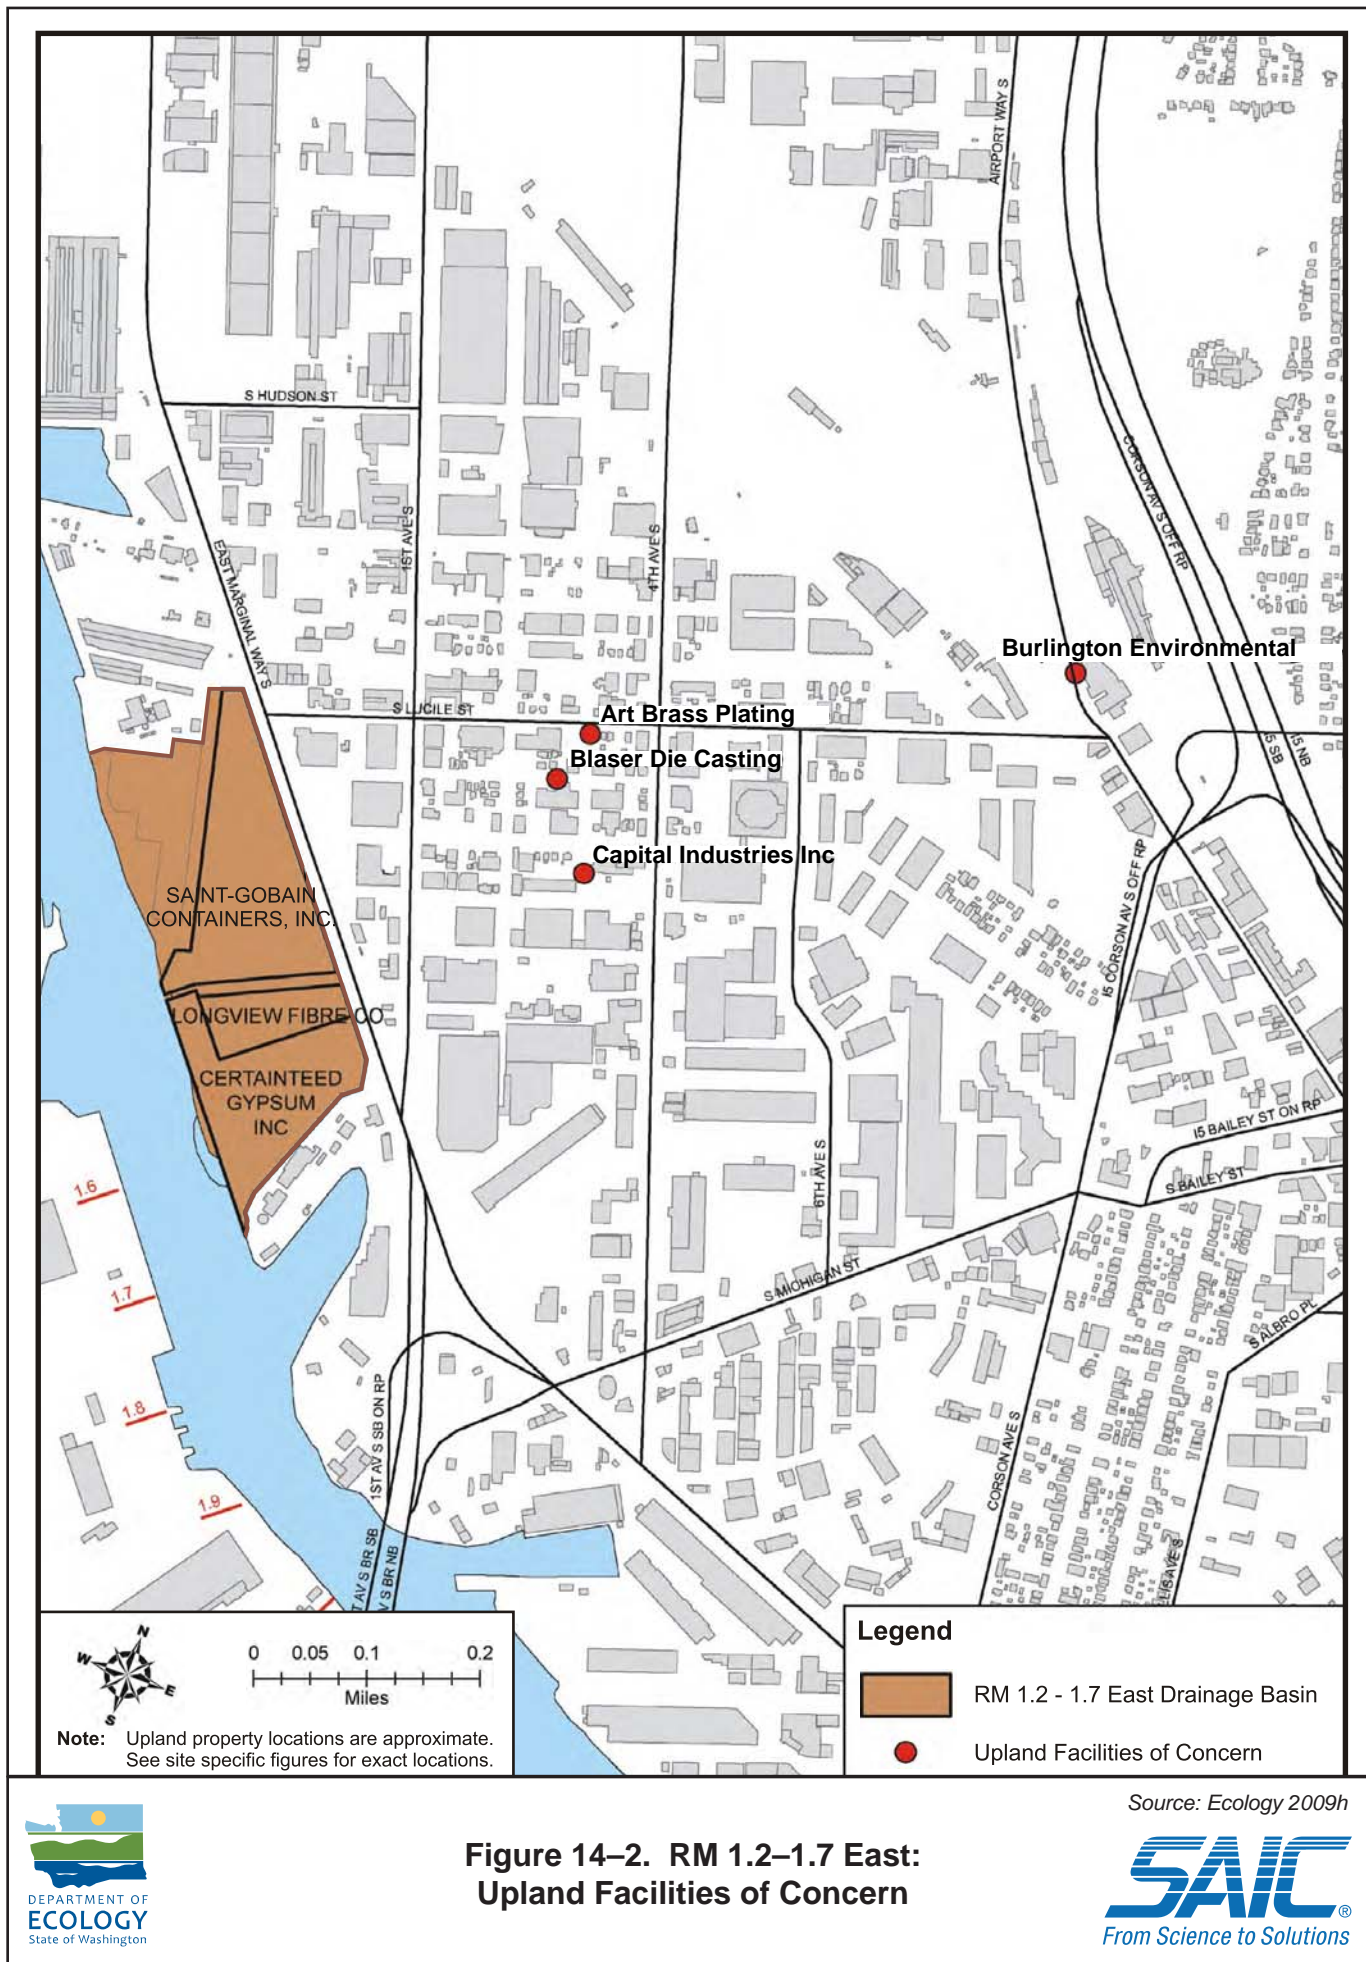 AIRPORT WAY S
S HUDSON ST
1ST AVE S
4TH AVE S
CORSON AV S OFF RP
EAST MARGINAL WAY S
Burlington Environmental
S LUCILE ST
Art Brass Plating
Blaser Die Casting
I5 SB
I5 NB
Capital Industries Inc
SAINT-GOBAIN
CONTAINERS, INC.
I5 CORSON AV S OFF RP
LONGVIEW FIBRE CO
CERTAINTEED
GYPSUM
INC
I5 BAILEY ST ON RP
S BAILEY ST
6TH AVE S
1.6
1.7
S MICHIGAN ST
S ALBRO PL
1.8
1ST AV S SB ON RP
CORSON AVE S
1.9
T AV S BR SB
V S BR NB
LIS AVE S
N
W
E
S
0 0.05 0.1 0.2
Miles
Note: Upland property locations are approximate.
See site specific figures for exact locations.
Legend
RM 1.2 - 1.7 East Drainage Basin
Upland Facilities of Concern
Source: Ecology 2009h
DEPARTMENT OF
ECOLOGY
State of Washington
Figure 14–2. RM 1.2–1.7 East:
Upland Facilities of Concern
SAIC®
From Science to Solutions